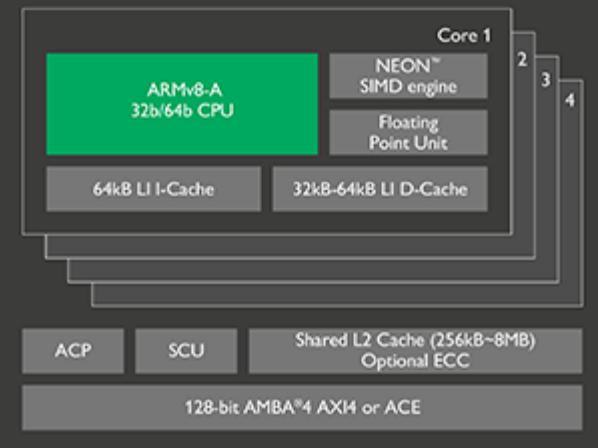 Core 1
2
3
4
ARMv8-A
32b/64b CPU
NEON™
SIMD engine
Floating
Point Unit
64kB LI I-Cache
32kB-64kB LI D-Cache
ACP
SCU
Shared L2 Cache (256kB~8MB)
Optional ECC
128-bit AMBA®4 AXI4 or ACE